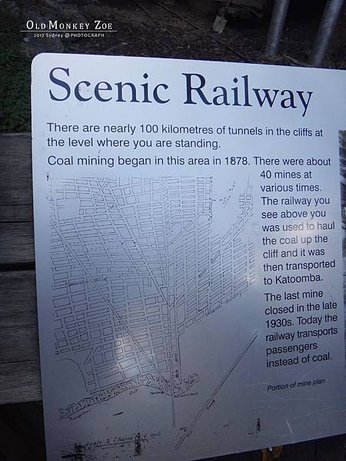 OLD MONKEY ZOE
2017 Sydney @PHOTOGRAPH
Scenic Railway
There are nearly 100 kilometres of tunnels in the cliffs at
the level where you are standing.
Coal mining began in this area in 1878. There were about
40 mines at
various times.
The railway you
see above you
was used to haul
the coal up the
cliff and it was
then transported
to Katoomba.
The last mine
closed in the late
1930s. Today the
railway transports
passengers
instead of coal.
Portion of mine plan